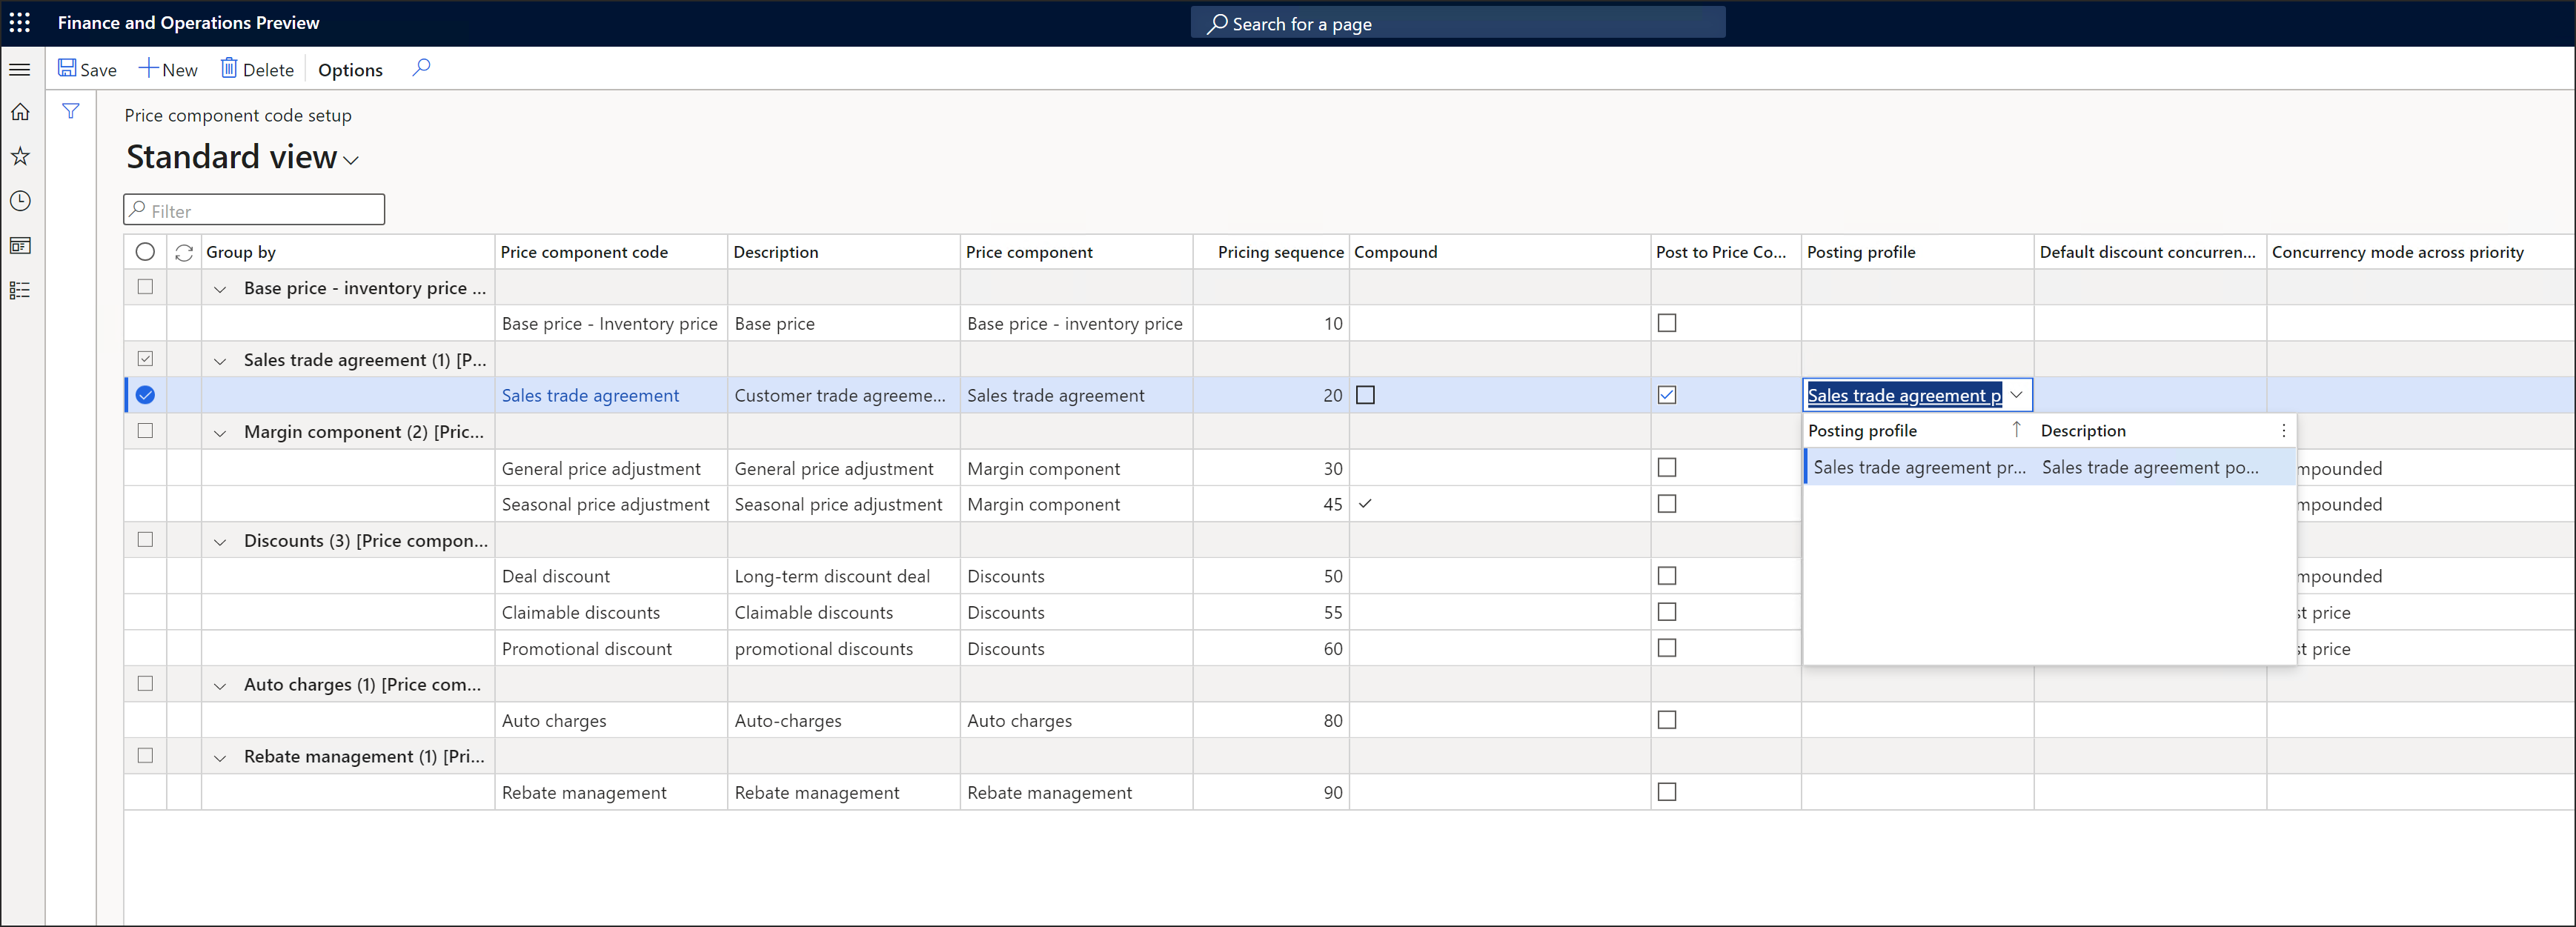 Finance and Operations Preview
Search for a page
Save New Delete Options
Price component code setup
Standard view
Filter
Group by Price component code Description Price component Pricing sequence Compound Post to Price Co... Posting profile Default discount concurren... Concurrency mode across priority
Base price - inventory price ...
Base price - Inventory price Base price Base price - inventory price 10
Sales trade agreement (1) [P...
Sales trade agreement Customer trade agreeme... Sales trade agreement 20 Sales trade agreement p
Margin component (2) [Pric...
Posting profile Description
General price adjustment General price adjustment Margin component 30 Sales trade agreement pr... Sales trade agreement po... mpounded
Seasonal price adjustment Seasonal price adjustment Margin component 45 mpounded
Discounts (3) [Price compon...
Deal discount Long-term discount deal Discounts 50 mpounded
Claimable discounts Claimable discounts Discounts 55 st price
Promotional discount promotional discounts Discounts 60 st price
Auto charges (1) [Price com...
Auto charges Auto-charges Auto charges 80
Rebate management (1) [Pri...
Rebate management Rebate management Rebate management 90